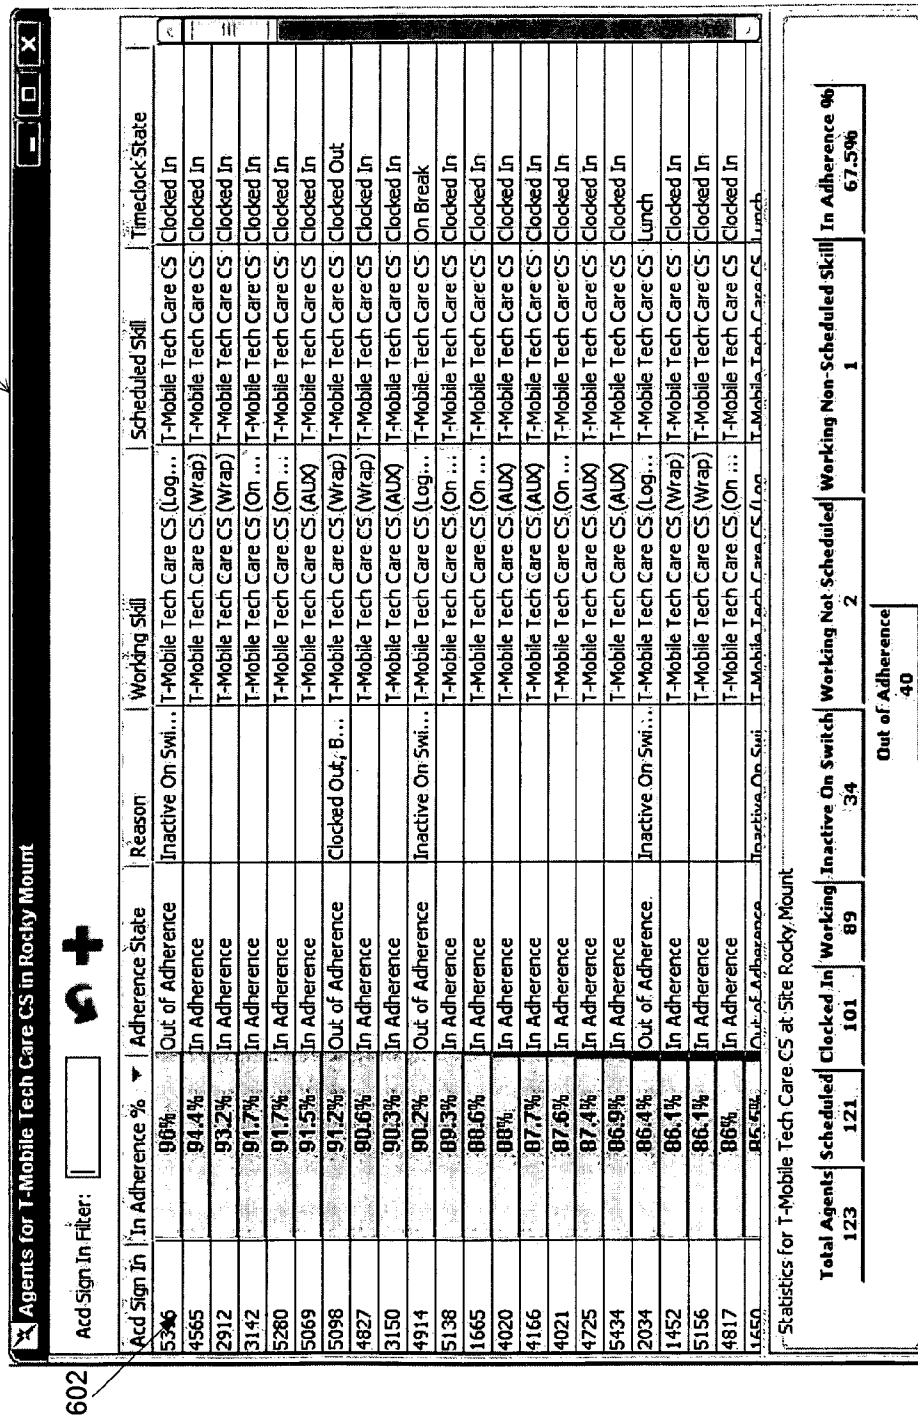 Agents for T-Mobile Tech Care CS in Rocky Mount
Acd Sign In Filter:
Acd Sign In In Adherence % Adherence State Reason Working Skill Scheduled Skill Timeclock State
5396 96% Out of Adherence Inactive On Swi... T-Mobile Tech Care CS (Log... T-Mobile Tech Care CS Clocked In
4565 94.4% In Adherence T-Mobile Tech Care CS (Wrap) T-Mobile Tech Care CS Clocked In
2912 93.2% In Adherence T-Mobile Tech Care CS (Wrap) T-Mobile Tech Care CS Clocked In
3142 91.7% In Adherence T-Mobile Tech Care CS (On ... T-Mobile Tech Care CS Clocked In
5280 91.7% In Adherence T-Mobile Tech Care CS (On ... T-Mobile Tech Care CS Clocked In
5069 91.5% In Adherence T-Mobile Tech Care CS (AUX) T-Mobile Tech Care CS Clocked In
5098 91.2% Out of Adherence Clocked Out, B... T-Mobile Tech Care CS (Wrap) T-Mobile Tech Care CS Clocked Out
4827 90.6% In Adherence T-Mobile Tech Care CS (Wrap) T-Mobile Tech Care CS Clocked In
3150 90.3% In Adherence T-Mobile Tech Care CS (AUX) T-Mobile Tech Care CS Clocked In
4914 90.2% Out of Adherence Inactive On Swi... T-Mobile Tech Care CS (Log... T-Mobile Tech Care CS On Break
5138 89.3% In Adherence T-Mobile Tech Care CS (On ... T-Mobile Tech Care CS Clocked In
1665 88.6% In Adherence T-Mobile Tech Care CS (On ... T-Mobile Tech Care CS Clocked In
4020 88% In Adherence T-Mobile Tech Care CS (AUX) T-Mobile Tech Care CS Clocked In
4166 87.7% In Adherence T-Mobile Tech Care CS (AUX) T-Mobile Tech Care CS Clocked In
4021 87.6% In Adherence T-Mobile Tech Care CS (On ... T-Mobile Tech Care CS Clocked In
4725 87.4% In Adherence T-Mobile Tech Care CS (AUX) T-Mobile Tech Care CS Clocked In
5434 86.9% In Adherence T-Mobile Tech Care CS (AUX) T-Mobile Tech Care CS Clocked In
2034 86.4% Out of Adherence Inactive On Swi... T-Mobile Tech Care CS (Log... T-Mobile Tech Care CS Lunch
1452 86.1% In Adherence T-Mobile Tech Care CS (Wrap) T-Mobile Tech Care CS Clocked In
5156 86.1% In Adherence T-Mobile Tech Care CS (Wrap) T-Mobile Tech Care CS Clocked In
4817 86% In Adherence T-Mobile Tech Care CS (On ... T-Mobile Tech Care CS Clocked In
1650 Out of Adherence Inactive On Swi T-Mobile Tech Care CS (Log T-Mobile Tech Care CS Lunch
Statistics for T-Mobile Tech Care CS at Site Rocky Mount
Total Agents Scheduled Clocked In Working Inactive On Switch Working Not Scheduled Working Non-Scheduled Skill In Adherence %
123 121 101 89 34 2 1 67.5%
Out of Adherence
40
602